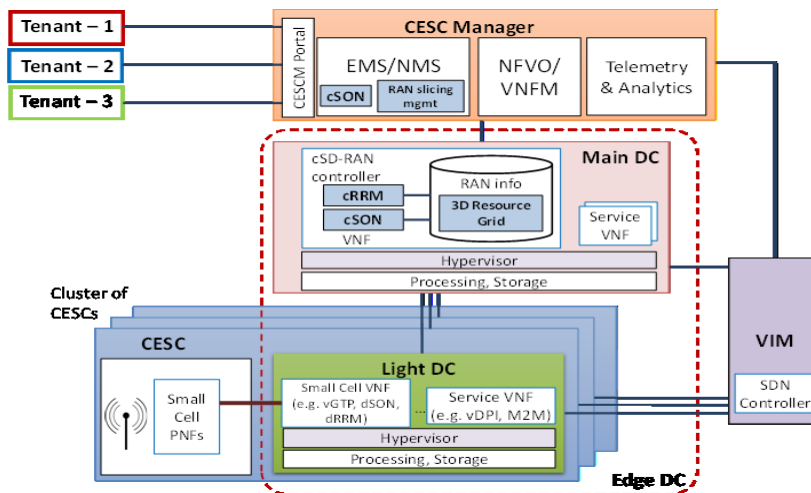 Tenant – 1
Tenant – 2
Tenant – 3
CESC Manager
CESCM Portal
EMS/NMS
cSON
RAN slicing
mgmt
NFVO/
VNFM
Telemetry
& Analytics
Main DC
cSD-RAN
controller
cRRM
cSON
VNF
RAN info
3D Resource
Grid
Service
VNF
Hypervisor
Processing, Storage
Cluster of
CESCs
CESC
Small
Cell
PNFs
Light DC
Small Cell VNF
(e.g. vGTP, dSON,
dRRM)
...
Service VNF
(e.g. vDPI, M2M)
Hypervisor
Processing, Storage
Edge DC
VIM
SDN
Controller